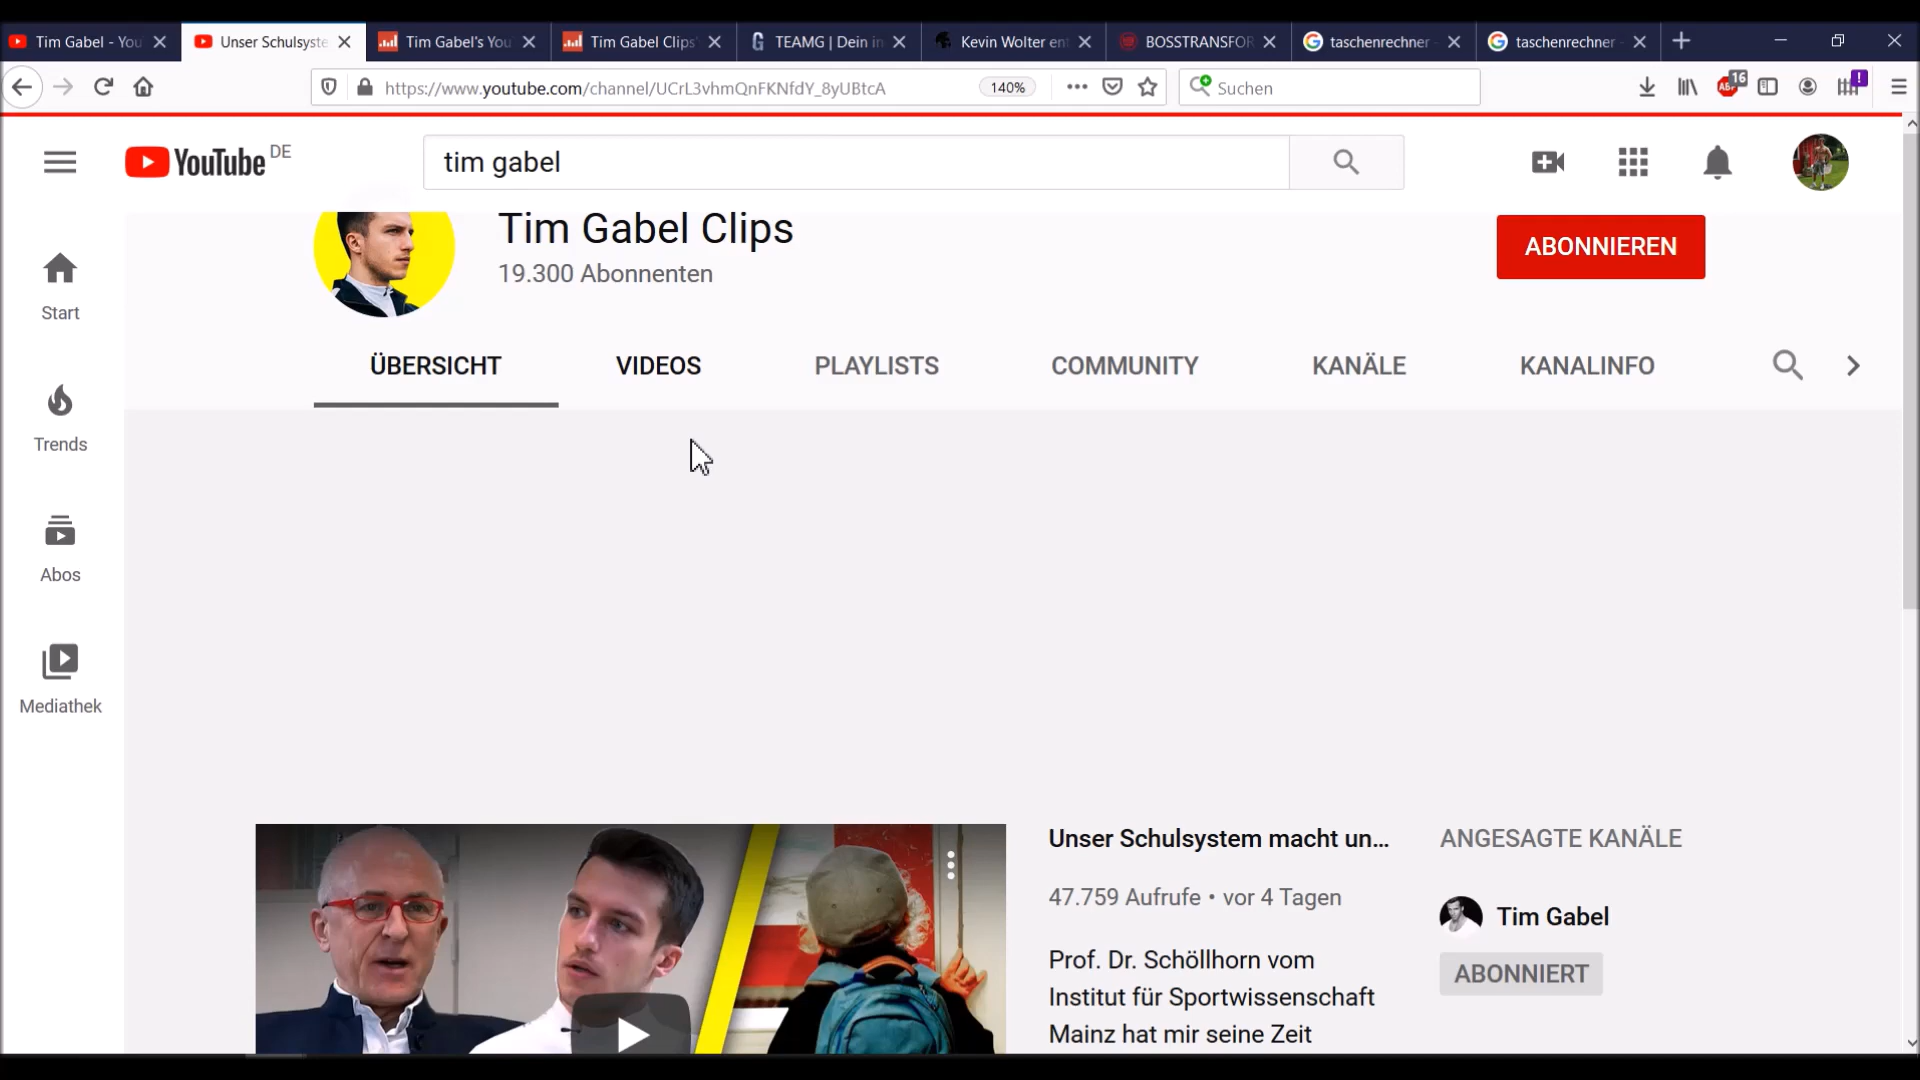 Tim Gabel - You
Unser Schulsyste
Tim Gabel's You
Tim Gabel Clips'
TEAMG | Dein in
Kevin Wolter en
BOSSTRANSFOR
taschenrechner -
taschenrechner -
https://www.youtube.com/channel/UCrL3vhmQnFKNfdY_8yUBtcA
140%
Suchen
ABP
16
YouTube DE
tim gabel
Tim Gabel Clips
19.300 Abonnenten
ABONNIEREN
ÜBERSICHT
VIDEOS
PLAYLISTS
COMMUNITY
KANÄLE
KANALINFO
Start
Trends
Abos
Mediathek
Unser Schulsystem macht un...
47.759 Aufrufe • vor 4 Tagen
Prof. Dr. Schöllhorn vom
Institut für Sportwissenschaft
Mainz hat mir seine Zeit
ANGESAGTE KANÄLE
Tim Gabel
ABONNIERT